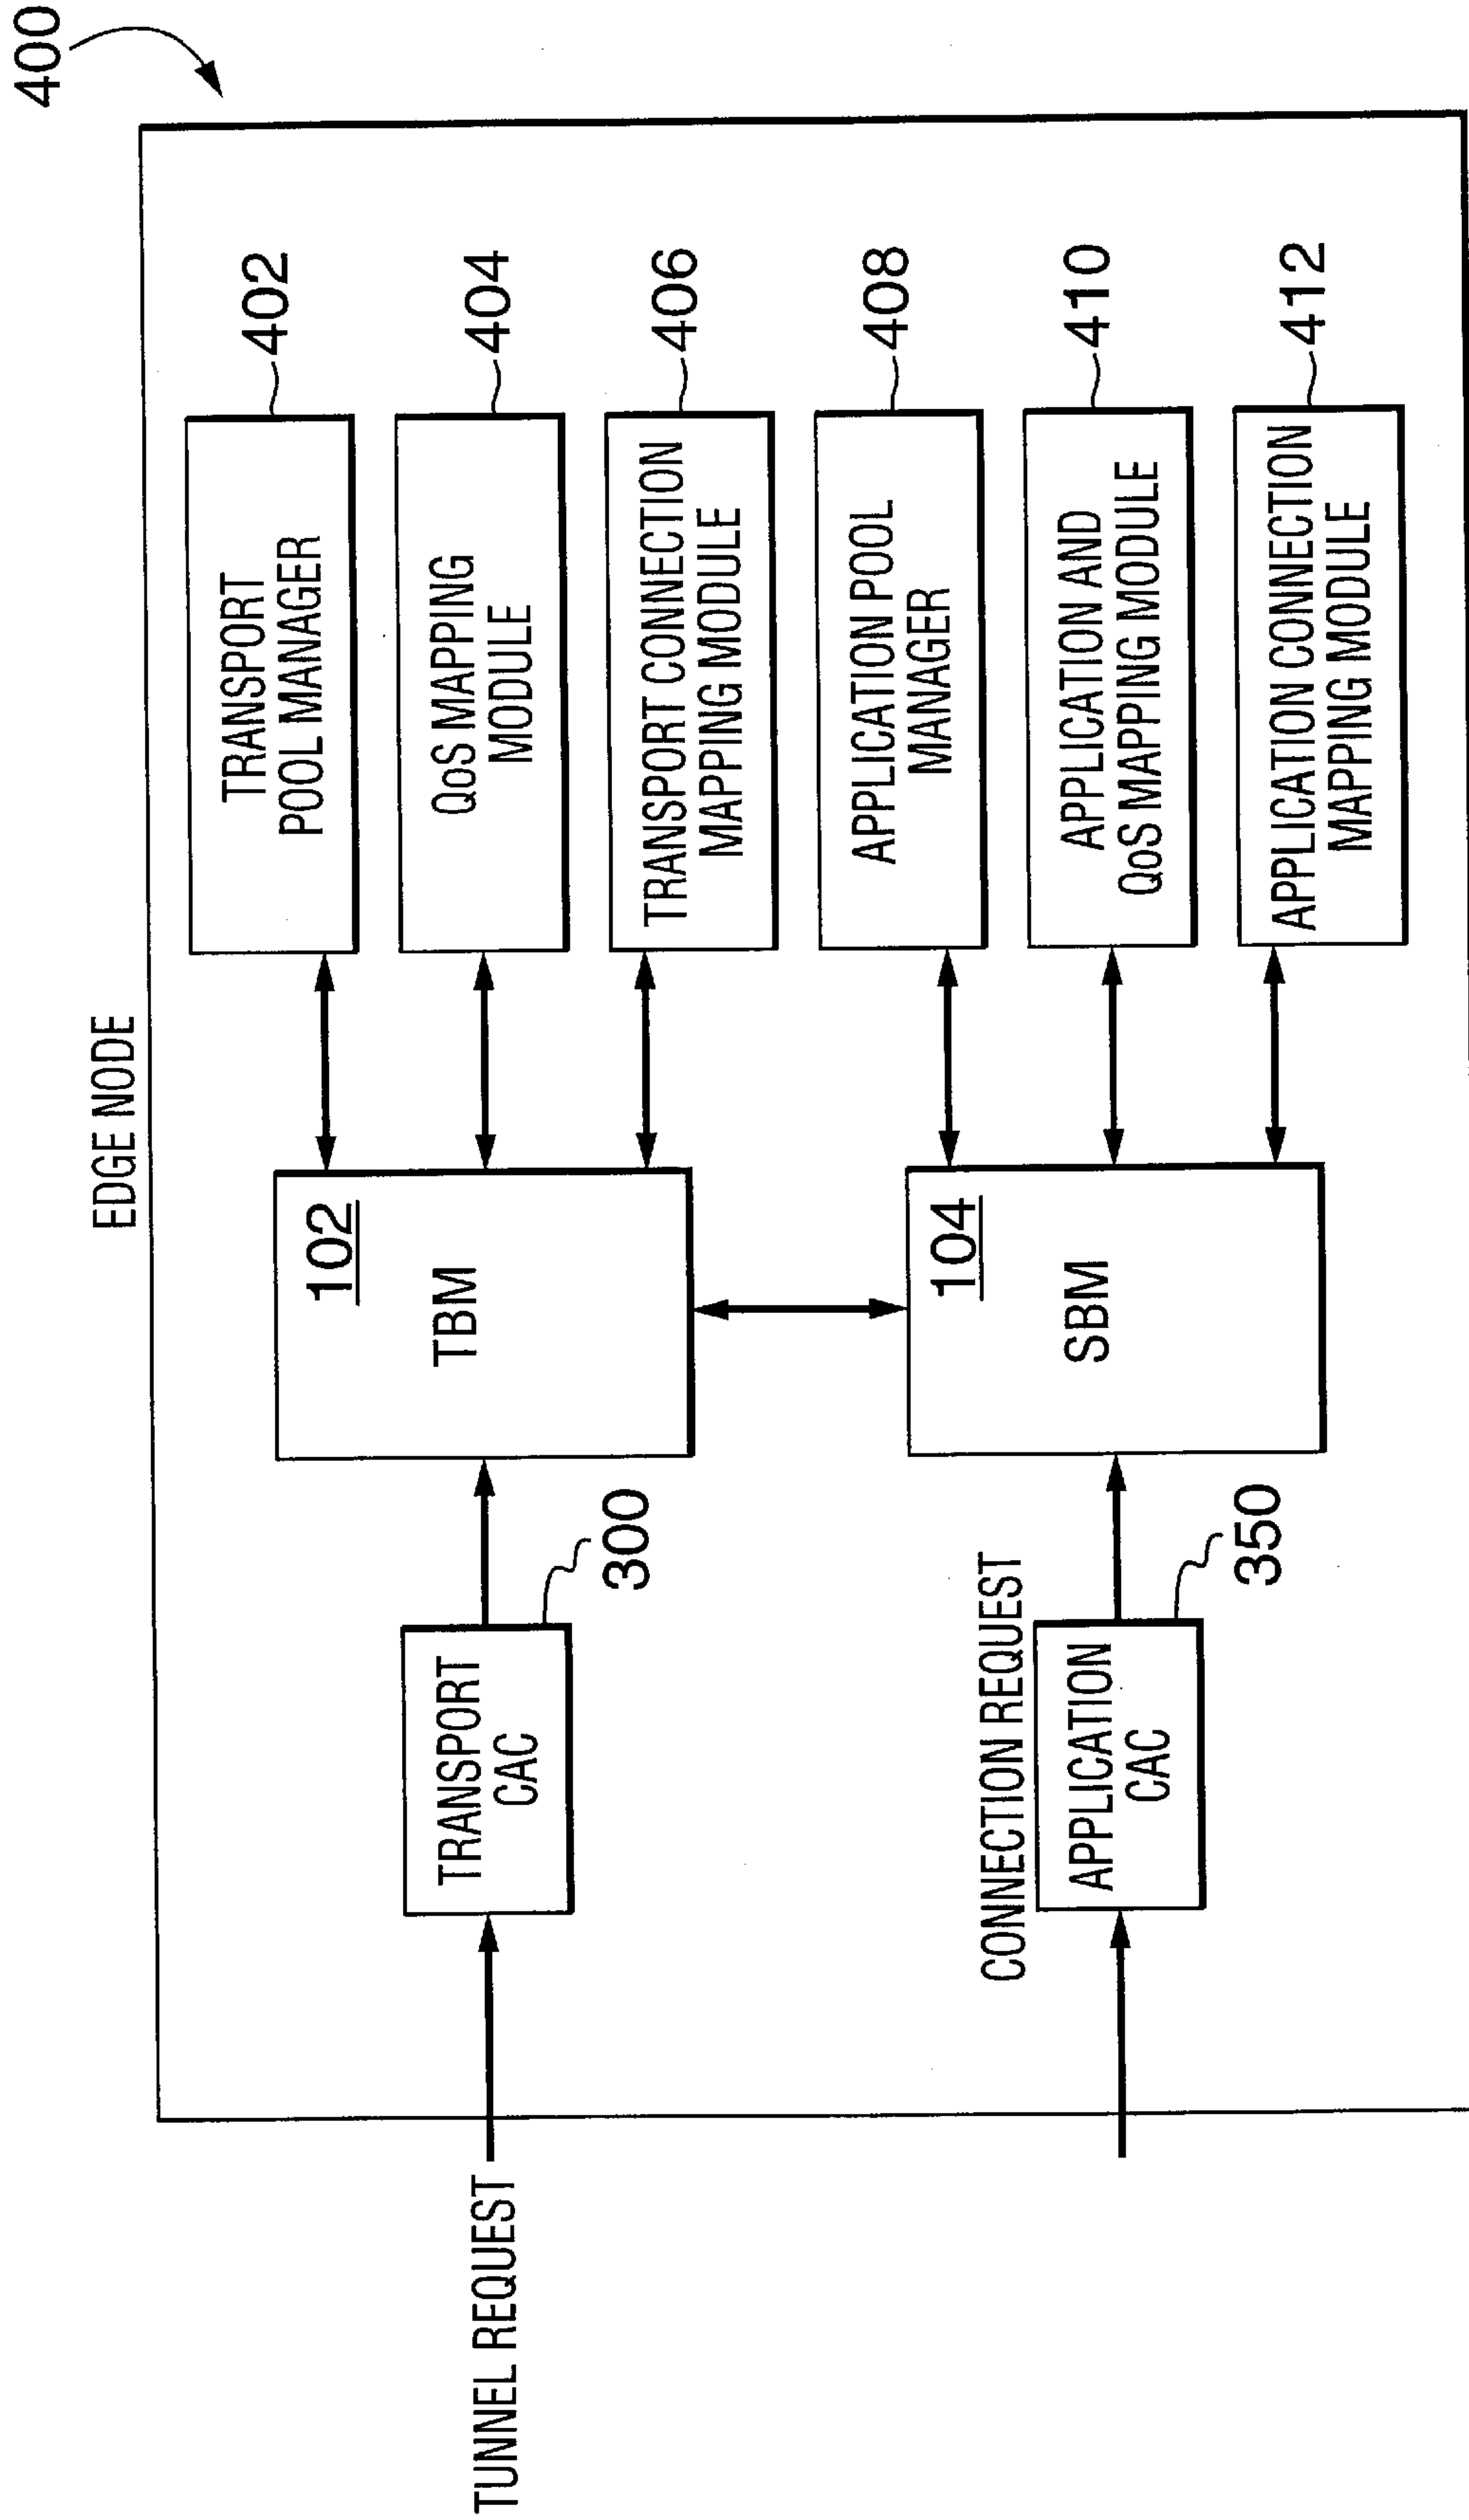 400
EDGE NODE
TRANSPORT
POOL MANAGER
402
QoS MAPPING
MODULE
404
TRANSPORT CONNECTION
MAPPING MODULE
406
APPLICATION POOL
MANAGER
408
APPLICATION AND
QoS MAPPING MODULE
410
APPLICATION CONNECTION
MAPPING MODULE
412
102
TBM
104
SBM
TRANSPORT
CAC
300
CONNECTION REQUEST
APPLICATION
CAC
350
TUNNEL REQUEST